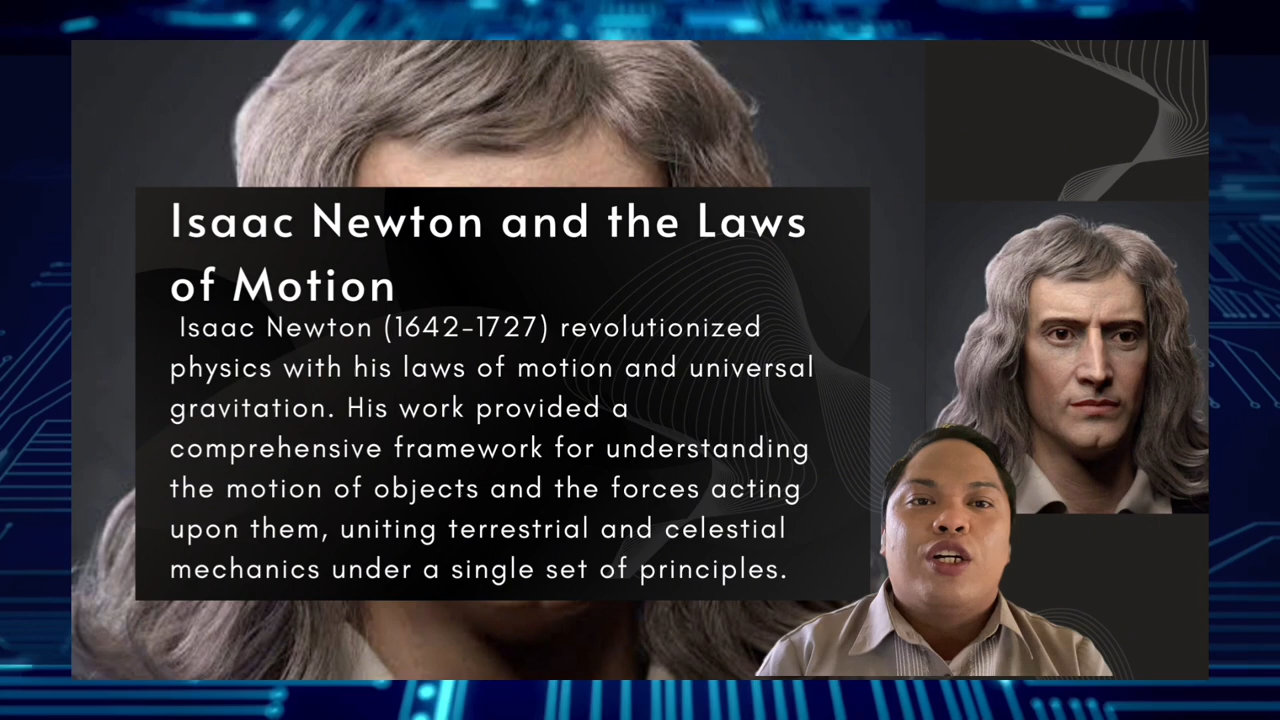 Isaac Newton and the Laws
of Motion
Isaac Newton (1642-1727) revolutionized
physics with his laws of motion and universal
gravitation. His work provided a
comprehensive framework for understanding
the motion of objects and the forces acting
upon them, uniting terrestrial and celestial
mechanics under a single set of principles.